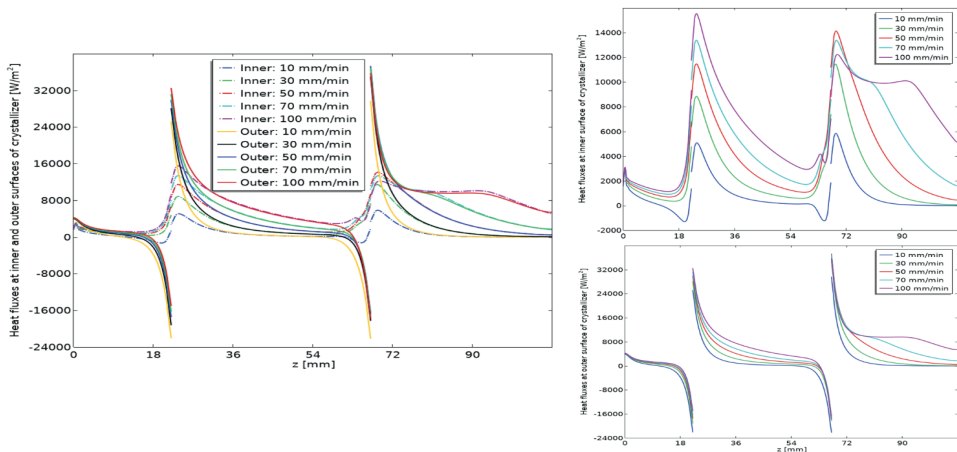 Heat fluxes at inner and outer surfaces of crystallizer [W/m²]
32000
24000
16000
8000
0
-8000
-16000
-24000
Inner: 10 mm/min
Inner: 30 mm/min
Inner: 50 mm/min
Inner: 70 mm/min
Inner: 100 mm/min
Outer: 10 mm/min
Outer: 30 mm/min
Outer: 50 mm/min
Outer: 70 mm/min
Outer: 100 mm/min
0 18 36 54 72 90
z [mm]
Heat fluxes at inner surface of crystallizer [W/m²]
14000
12000
10000
8000
6000
4000
2000
0
-2000
10 mm/min
30 mm/min
50 mm/min
70 mm/min
100 mm/min
0 18 36 54 72 90
Heat fluxes at outer surface of crystallizer [W/m²]
32000
24000
16000
8000
0
-8000
-16000
-24000
10 mm/min
30 mm/min
50 mm/min
70 mm/min
100 mm/min
0 18 36 54 72 90
z [mm]